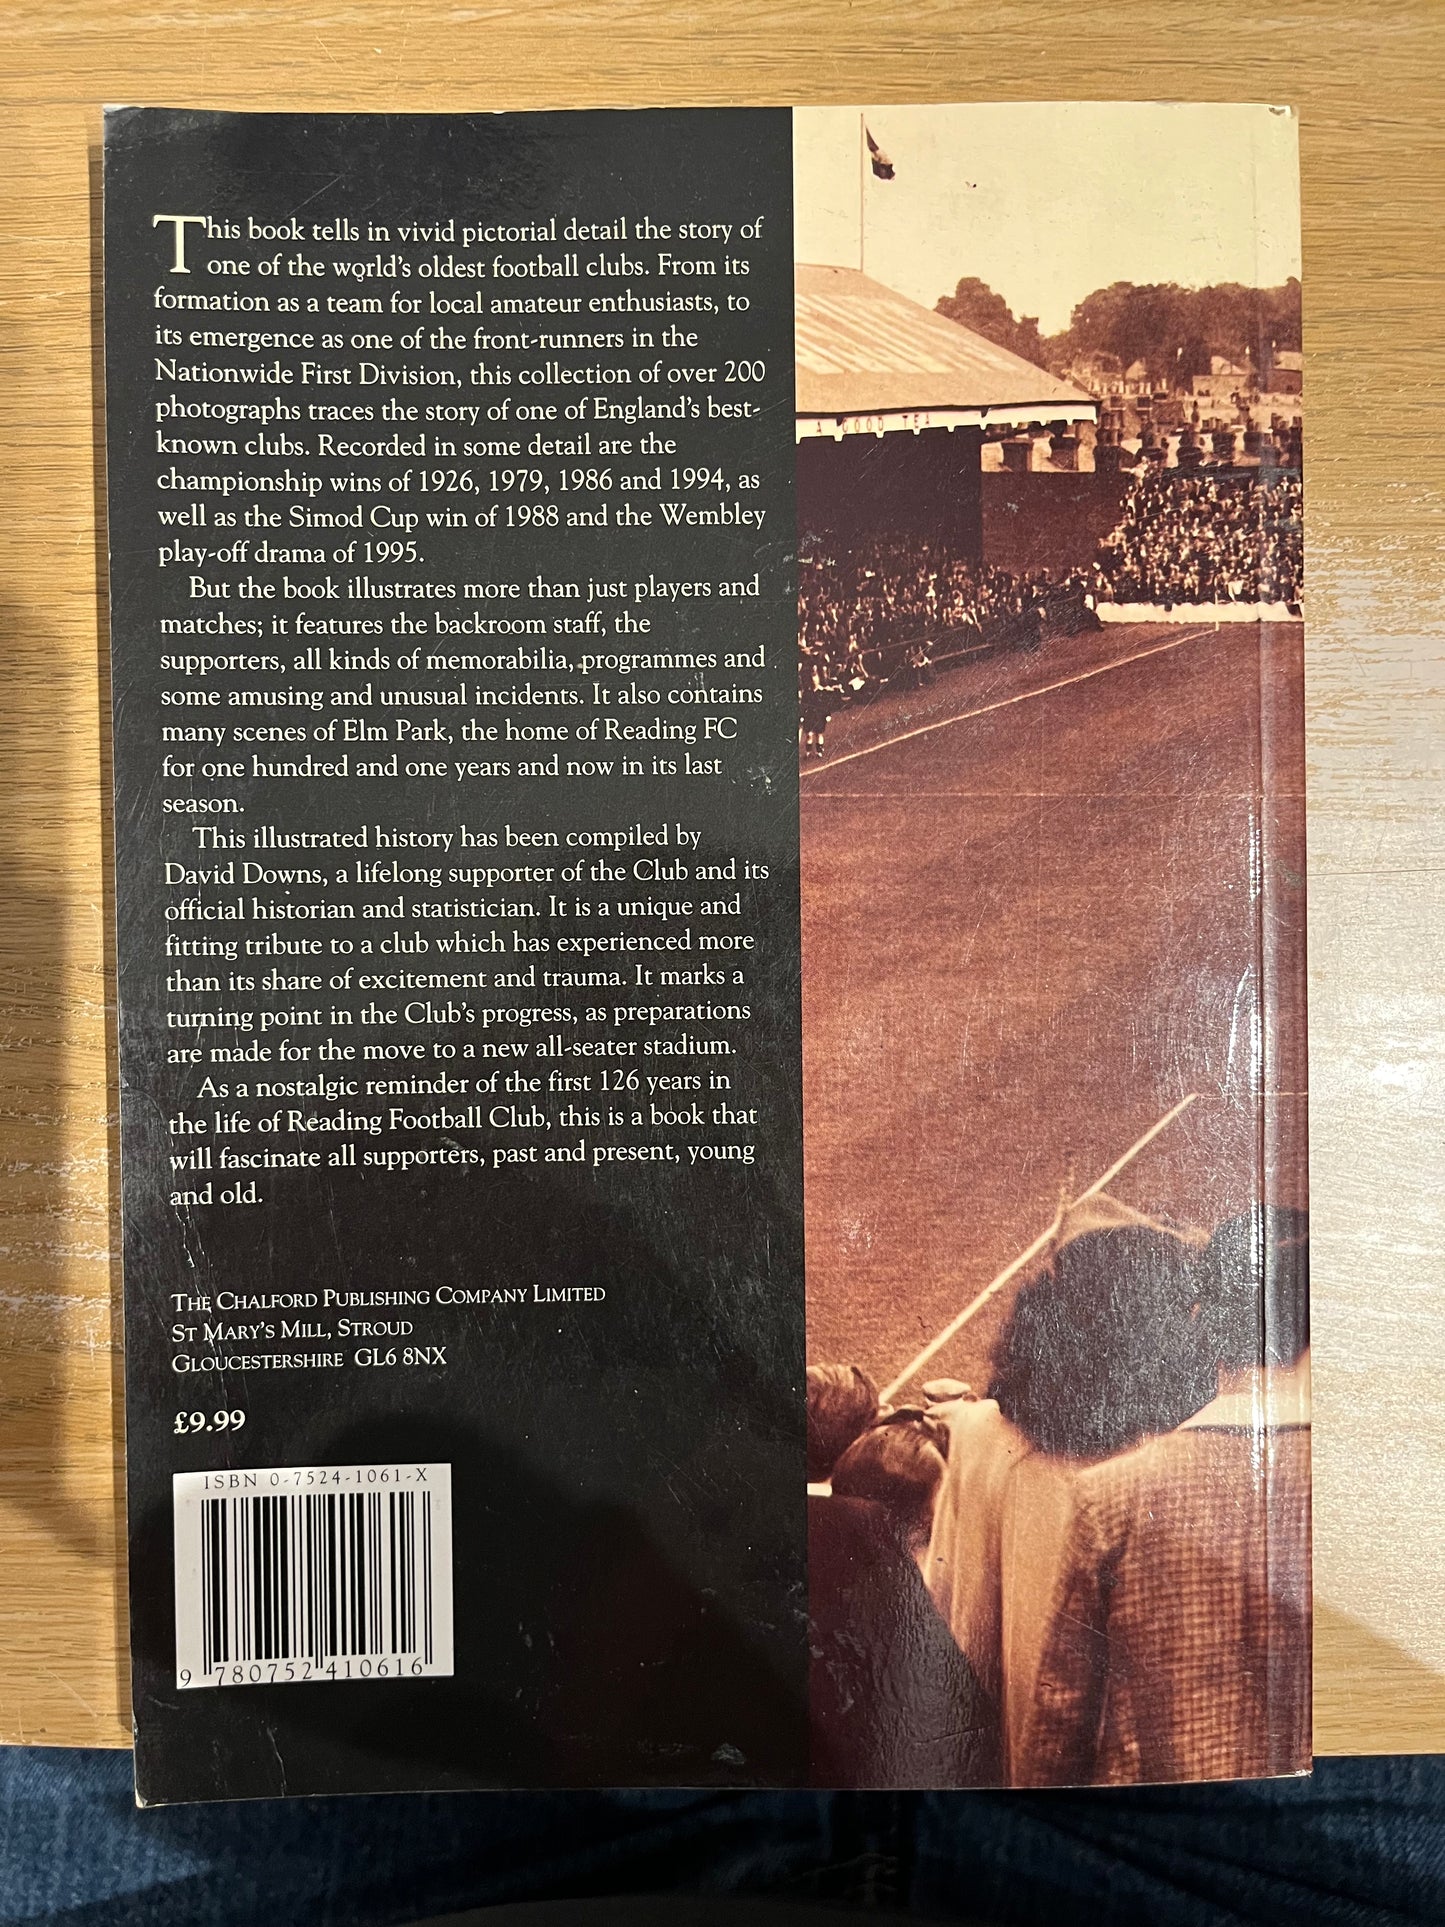 This book tells in vivid pictorial detail the story of
one of the world's oldest football clubs. From its
formation as a team for local amateur enthusiasts, to
its emergence as one of the front-runners in the
Nationwide First Division, this collection of over 200
photographs traces the story of one of England's best-
known clubs. Recorded in some detail are the
championship wins of 1926, 1979, 1986 and 1994, as
well as the Simod Cup win of 1988 and the Wembley
play-off drama of 1995.
But the book illustrates more than just players and
matches; it features the backroom staff, the
supporters, all kinds of memorabilia, programmes and
some amusing and unusual incidents. It also contains
many scenes of Elm Park, the home of Reading FC
for one hundred and one years and now in its last
season.
This illustrated history has been compiled by
David Downs, a lifelong supporter of the Club and its
official historian and statistician. It is a unique and
fitting tribute to a club which has experienced more
than its share of excitement and trauma. It marks a
turning point in the Club's progress, as preparations
are made for the move to a new all-seater stadium.
As a nostalgic reminder of the first 126 years in
the life of Reading Football Club, this is a book that
will fascinate all supporters, past and present, young
and old.
THE CHALFORD PUBLISHING COMPANY LIMITED
ST MARY'S MILL, STROUD
GLOUCESTERSHIRE GL6 8NX
£9.99
ISBN 0-7524-1061-X
9 780752 410616
A GOOD TEA